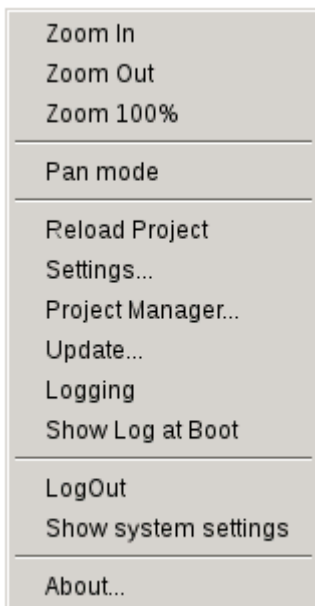 Zoom In
Zoom Out
Zoom 100%
Pan mode
Reload Project
Settings...
Project Manager...
Update...
Logging
Show Log at Boot
LogOut
Show system settings
About...